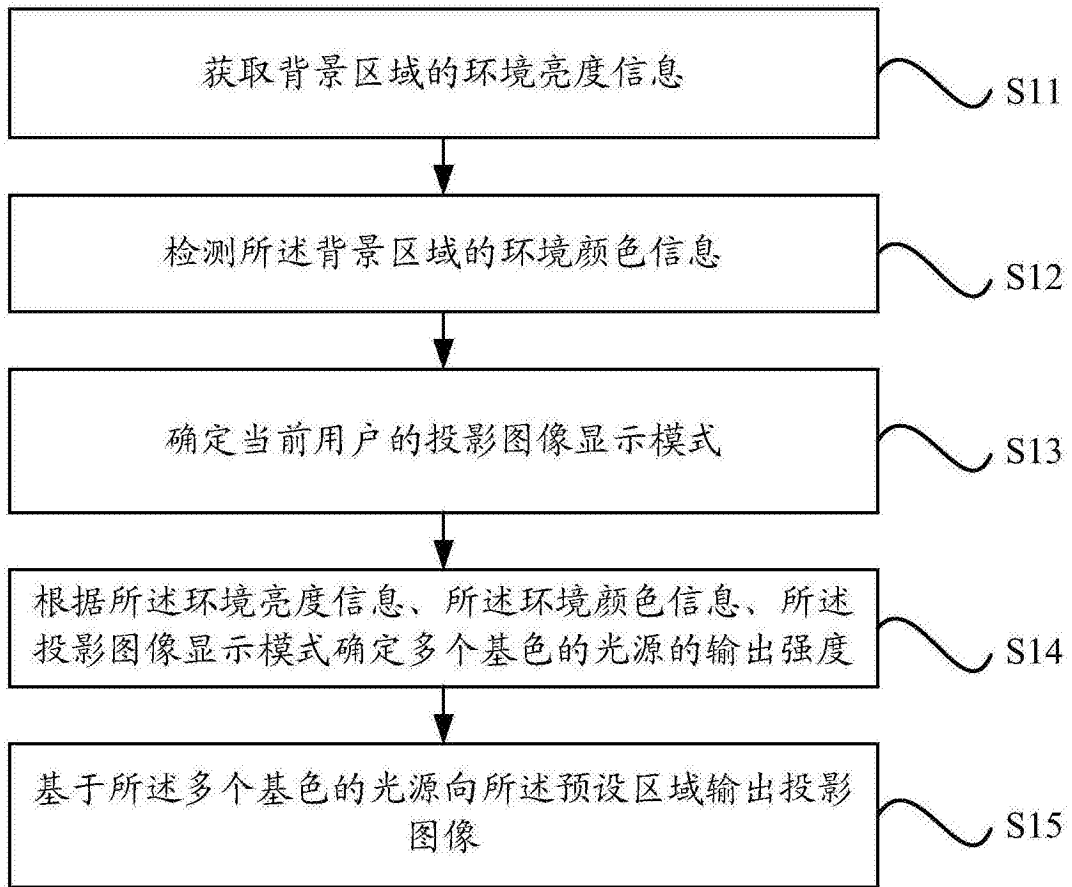 获取背景区域的环境亮度信息
S11
检测所述背景区域的环境颜色信息
S12
确定当前用户的投影图像显示模式
S13
根据所述环境亮度信息、所述环境颜色信息、所述
投影图像显示模式确定多个基色的光源的输出强度
S14
基于所述多个基色的光源向所述预设区域输出投影
图像
S15